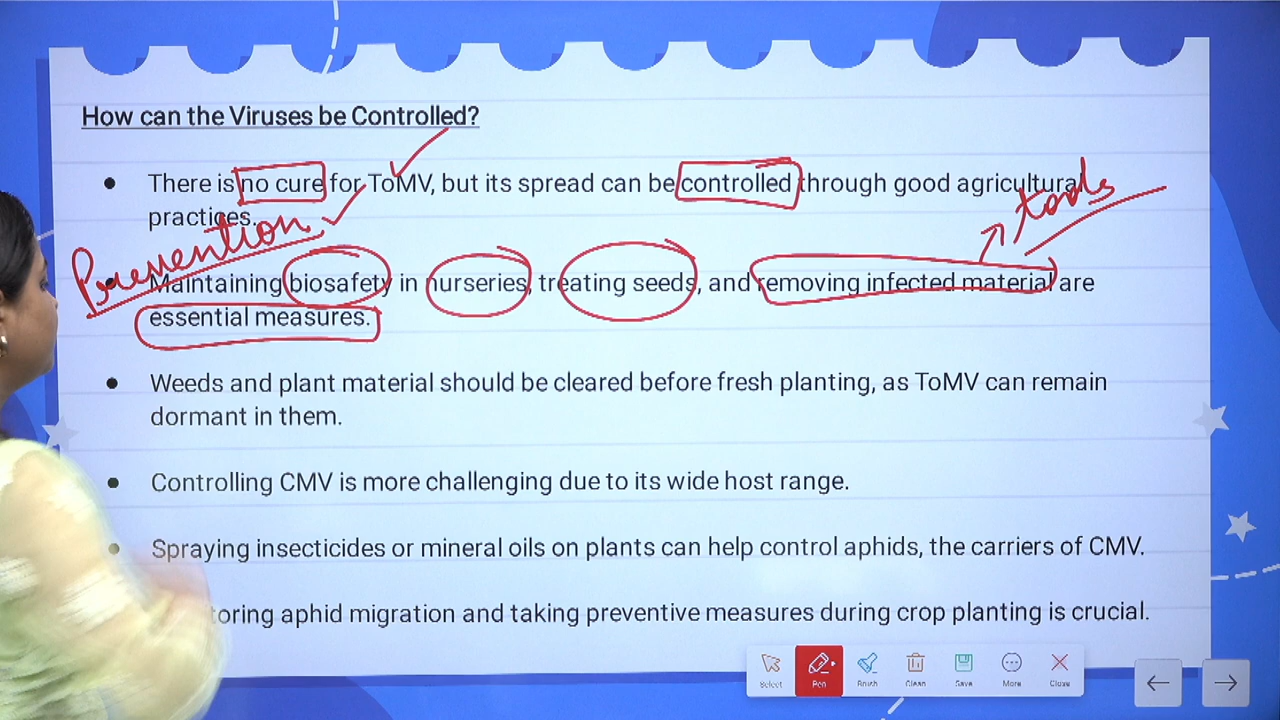 How can the Viruses be Controlled?
There is no cure for ToMV, but its spread can be controlled through good agricultural
practices.
Prevention
tools
Maintaining biosafety in nurseries, treating seeds, and removing infected material are
essential measures.
Weeds and plant material should be cleared before fresh planting, as ToMV can remain
dormant in them.
Controlling CMV is more challenging due to its wide host range.
Spraying insecticides or mineral oils on plants can help control aphids, the carriers of CMV.
toring aphid migration and taking preventive measures during crop planting is crucial.
Select Pen Brush Clean Save More Close